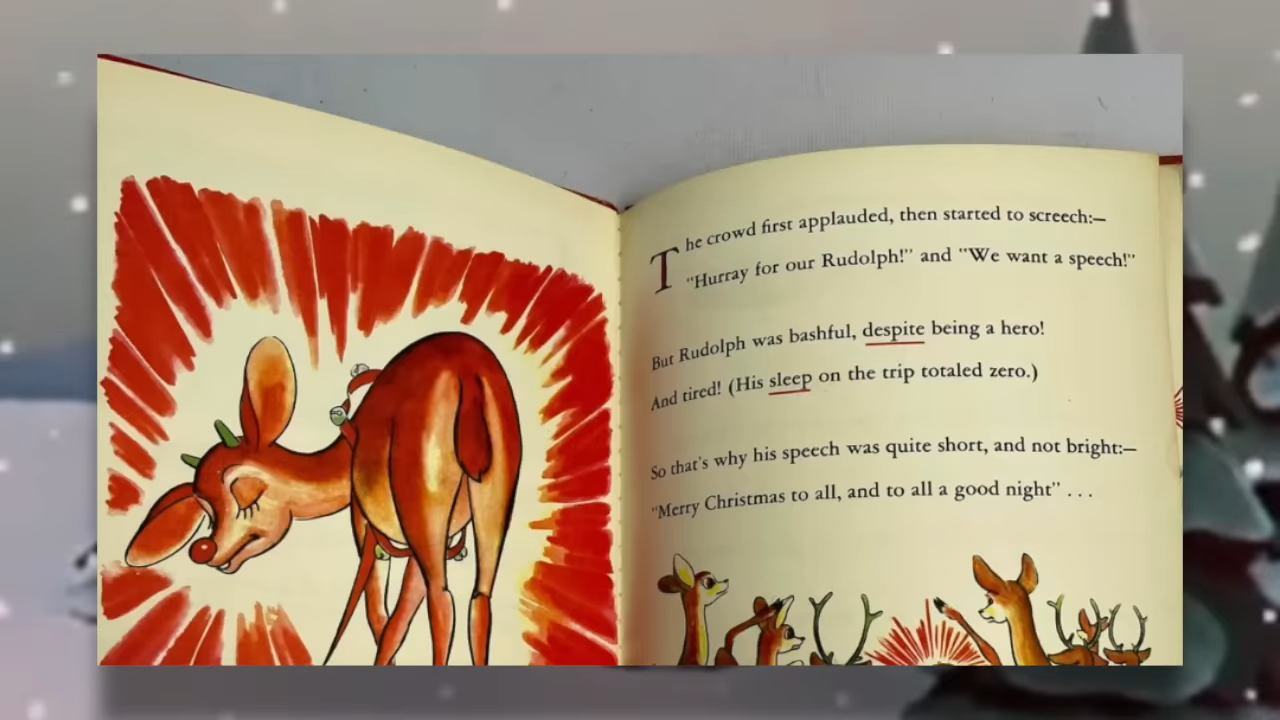 The crowd first applauded, then started to screech:—
"Hurray for our Rudolph!" and "We want a speech!"
But Rudolph was bashful, despite being a hero!
And tired! (His sleep on the trip totaled zero.)
So that's why his speech was quite short, and not bright:—
"Merry Christmas to all, and to all a good night" . . .